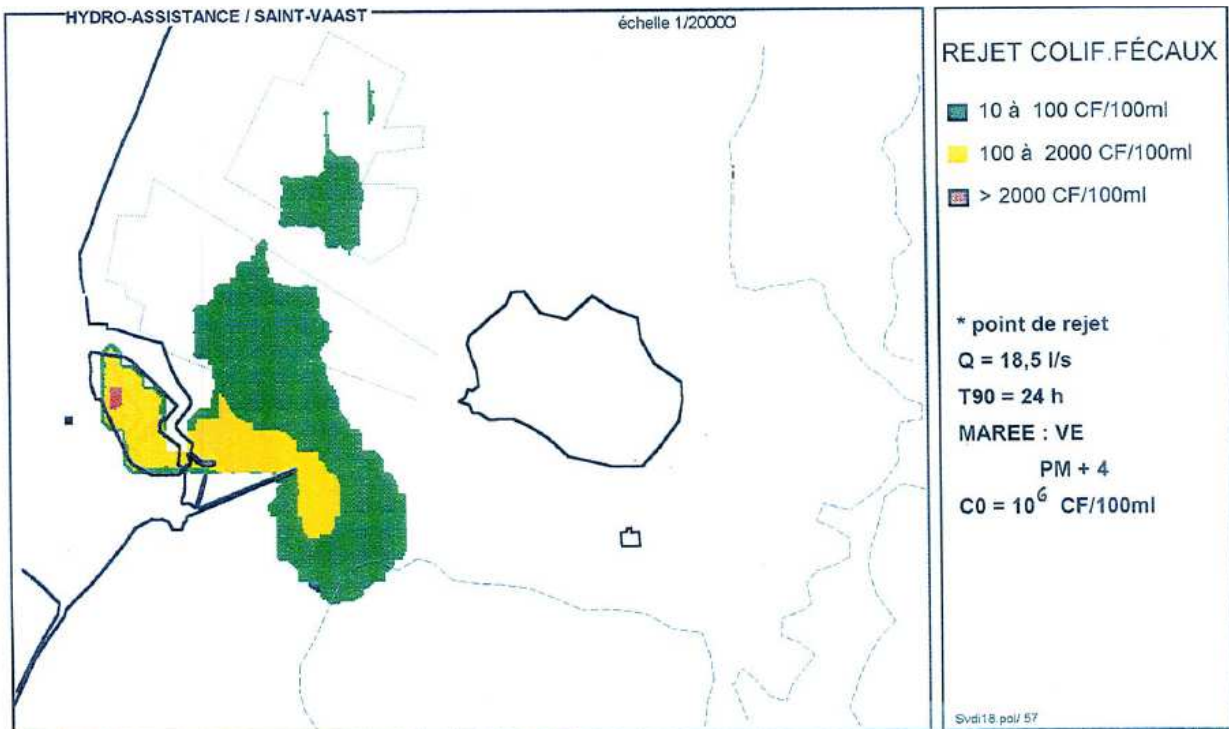 HYDRO-ASSISTANCE / SAINT-VAAST
échelle 1/20000
REJET COLIF.FÉCAUX
10 à 100 CF/100ml
100 à 2000 CF/100ml
> 2000 CF/100ml
* point de rejet
Q = 18,5 l/s
T90 = 24 h
MAREE : VE
PM + 4
C0 = 10⁶ CF/100ml
Svdi18.pol/ 57